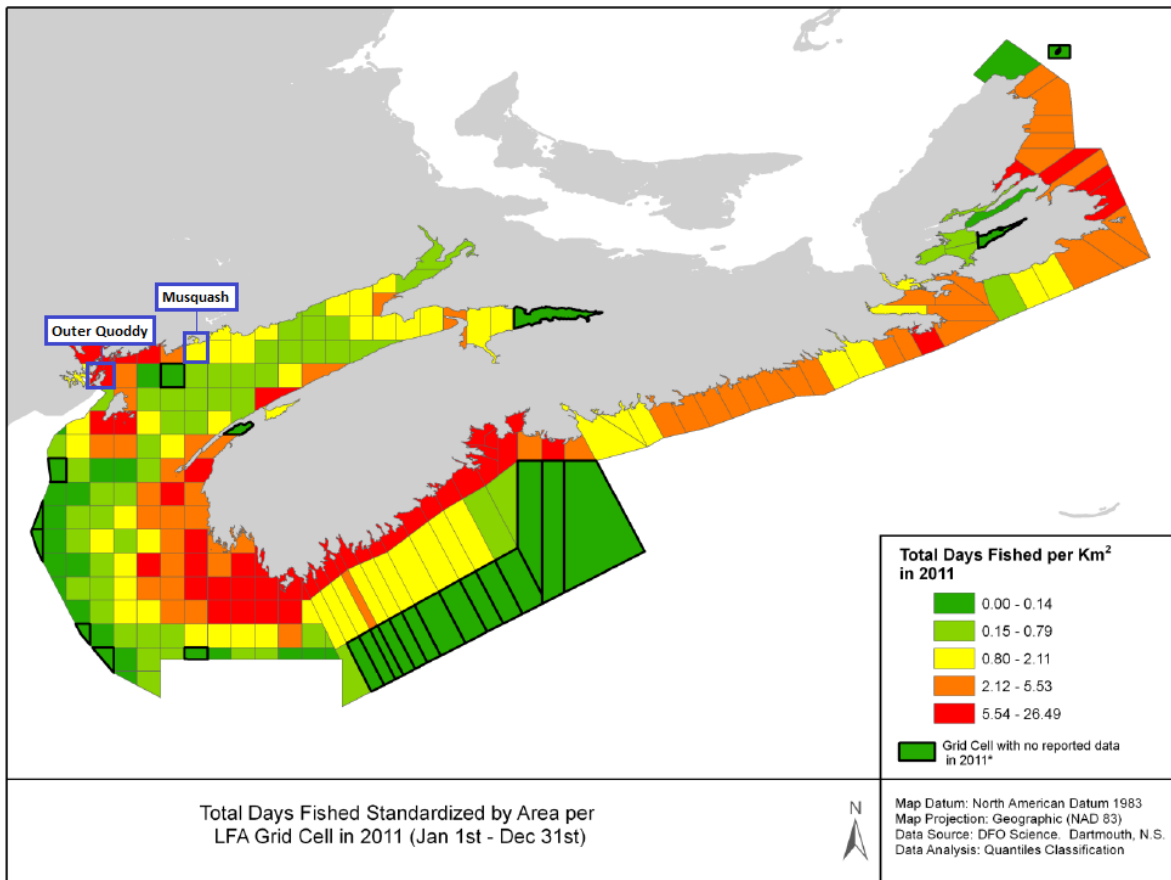 Musquash
Outer Quoddy
Total Days Fished per Km2
in 2011
0.00 - 0.14
0.15 - 0.79
0.80 - 2.11
2.12 - 5.53
5.54 - 26.49
Grid Cell with no reported data
in 2011*
Total Days Fished Standardized by Area per
LFA Grid Cell in 2011 (Jan 1st - Dec 31st)
N
Map Datum: North American Datum 1983
Map Projection: Geographic (NAD 83)
Data Source: DFO Science. Dartmouth, N.S.
Data Analysis: Quantiles Classification